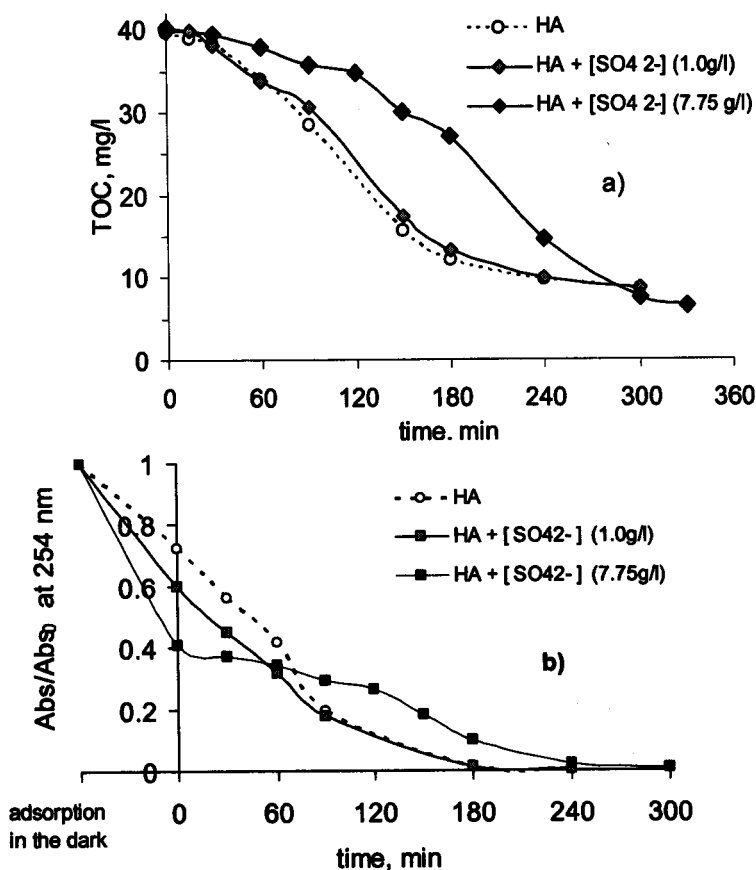 40
30
20
10
0
TOC, mg/l
HA
HA + [SO4 2-] (1.0g/l)
HA + [SO4 2-] (7.75 g/l)
a)
0 60 120 180 240 300 360
time. min
1
0.8
0.6
0.4
0.2
0
Abs/Abs0 at 254 nm
HA
HA + [SO42-] (1.0g/l)
HA + [SO42-] (7.75g/l)
b)
adsorption
in the dark
0 60 120 180 240 300
time, min